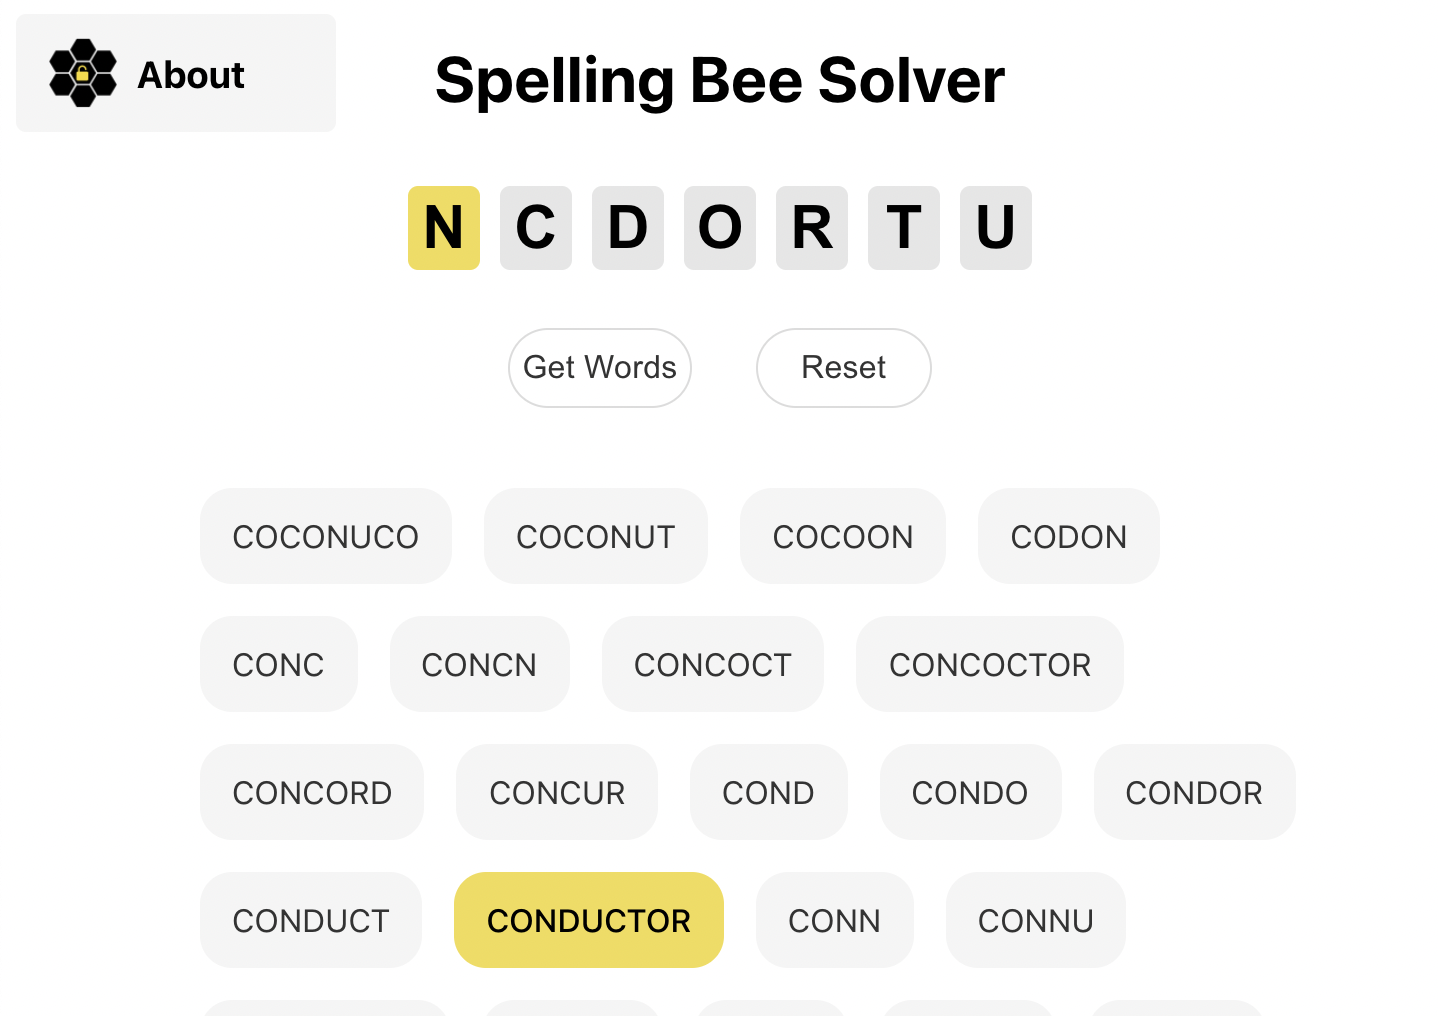 About
Spelling Bee Solver
N C D O R T U
Get Words Reset
COCONUCO COCONUT COCOON CODON
CONC CONCN CONCOCT CONCOCTOR
CONCORD CONCUR COND CONDO CONDOR
CONDUCT CONDUCTOR CONN CONNU